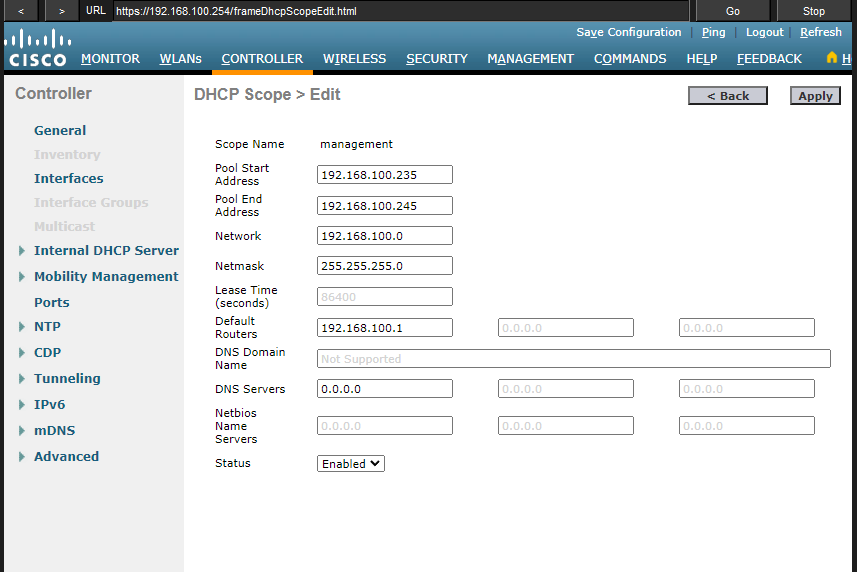 < > URL https://192.168.100.254/frameDhcpScopeEdit.html Go Stop
Save Configuration | Ping | Logout | Refresh
CISCO MONITOR WLANs CONTROLLER WIRELESS SECURITY MANAGEMENT COMMANDS HELP FEEDBACK H
Controller
General
Inventory
Interfaces
Interface Groups
Multicast
Internal DHCP Server
Mobility Management
Ports
NTP
CDP
Tunneling
IPv6
mDNS
Advanced
DHCP Scope > Edit
< Back Apply
Scope Name management
Pool Start
Address
192.168.100.235
Pool End
Address
192.168.100.245
Network 192.168.100.0
Netmask 255.255.255.0
Lease Time
(seconds)
86400
Default
Routers
192.168.100.1 0.0.0.0 0.0.0.0
DNS Domain
Name
Not Supported
DNS Servers 0.0.0.0 0.0.0.0 0.0.0.0
Netbios
Name
Servers
0.0.0.0 0.0.0.0 0.0.0.0
Status Enabled